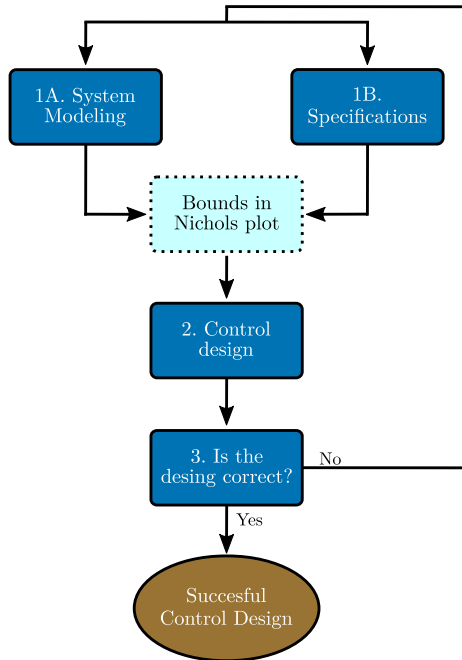 1A. System
Modeling
1B.
Specifications
Bounds in
Nichols plot
2. Control
design
3. Is the
desing correct?
No
Yes
Succesful
Control Design